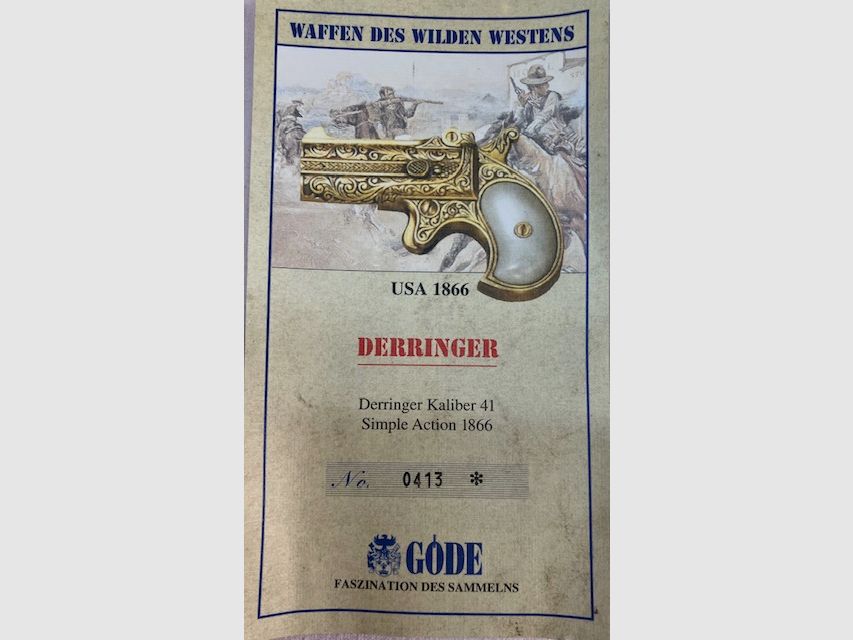 WAFFEN DES WILDEN WESTENS
USA 1866
DERRINGER
Derringer Kaliber 41
Simple Action 1866
No. 0413 *
GÖDE
FASZINATION DES SAMMELNS